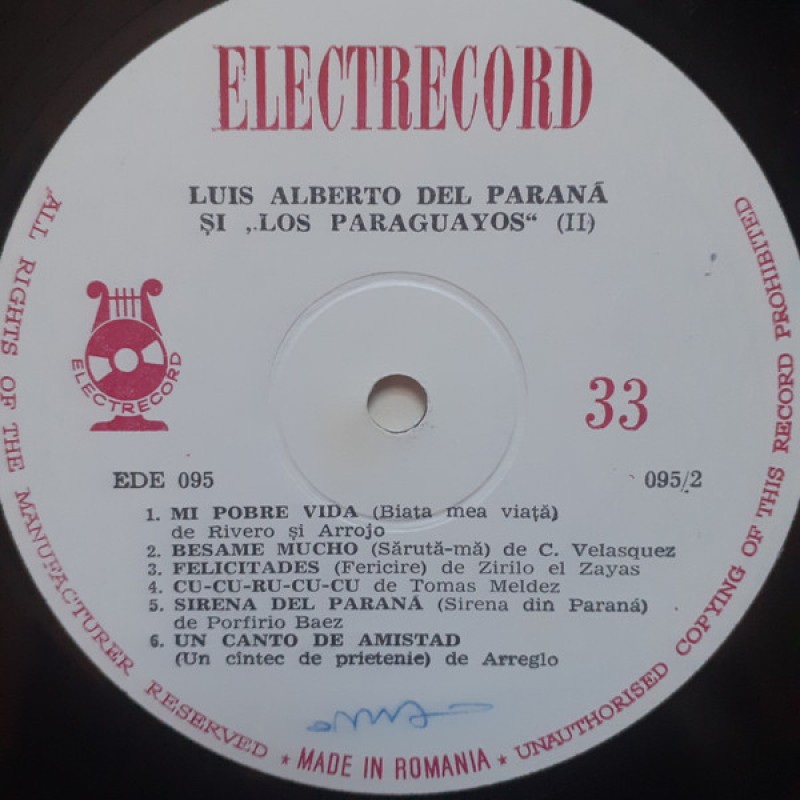 ELECTRECORD
LUIS ALBERTO DEL PARANÁ
ȘI „LOS PARAGUAYOS“ (II)
ELECTRECORD
33
EDE 095
095/2
1. MI POBRE VIDA (Biata mea viață)
de Rivero și Arrojo
2. BESAME MUCHO (Sărută-mă) de C. Velasquez
3. FELICITADES (Fericire) de Zirilo el Zayas
4. CU-CU-RU-CU-CU de Tomas Meldez
5. SIRENA DEL PARANÁ (Sirena din Paraná)
de Porfirio Baez
6. UN CANTO DE AMISTAD
(Un cîntec de prietenie) de Arreglo
ALL RIGHTS OF THE MANUFACTURER RESERVED * MADE IN ROMANIA * UNAUTHORISED COPYING OF THIS RECORD PROHIBITED